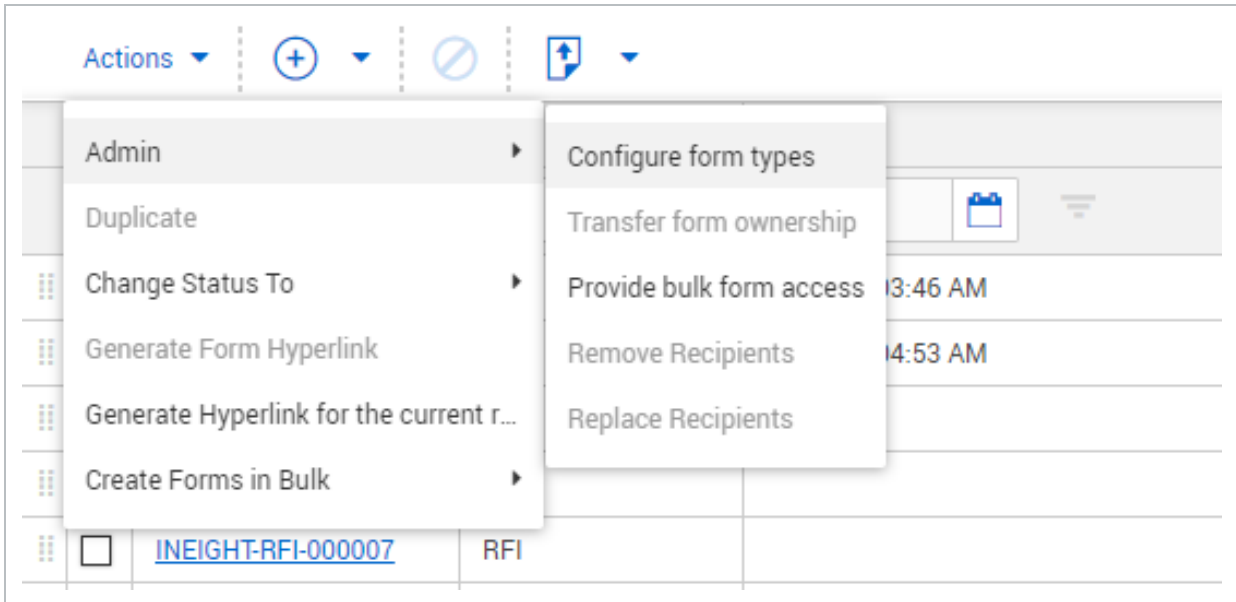 Actions
Admin
Configure form types
Duplicate
Transfer form ownership
Change Status To
Provide bulk form access
3:46 AM
Generate Form Hyperlink
Remove Recipients
4:53 AM
Generate Hyperlink for the current r...
Replace Recipients
Create Forms in Bulk
INEIGHT-RFI-000007
RFI